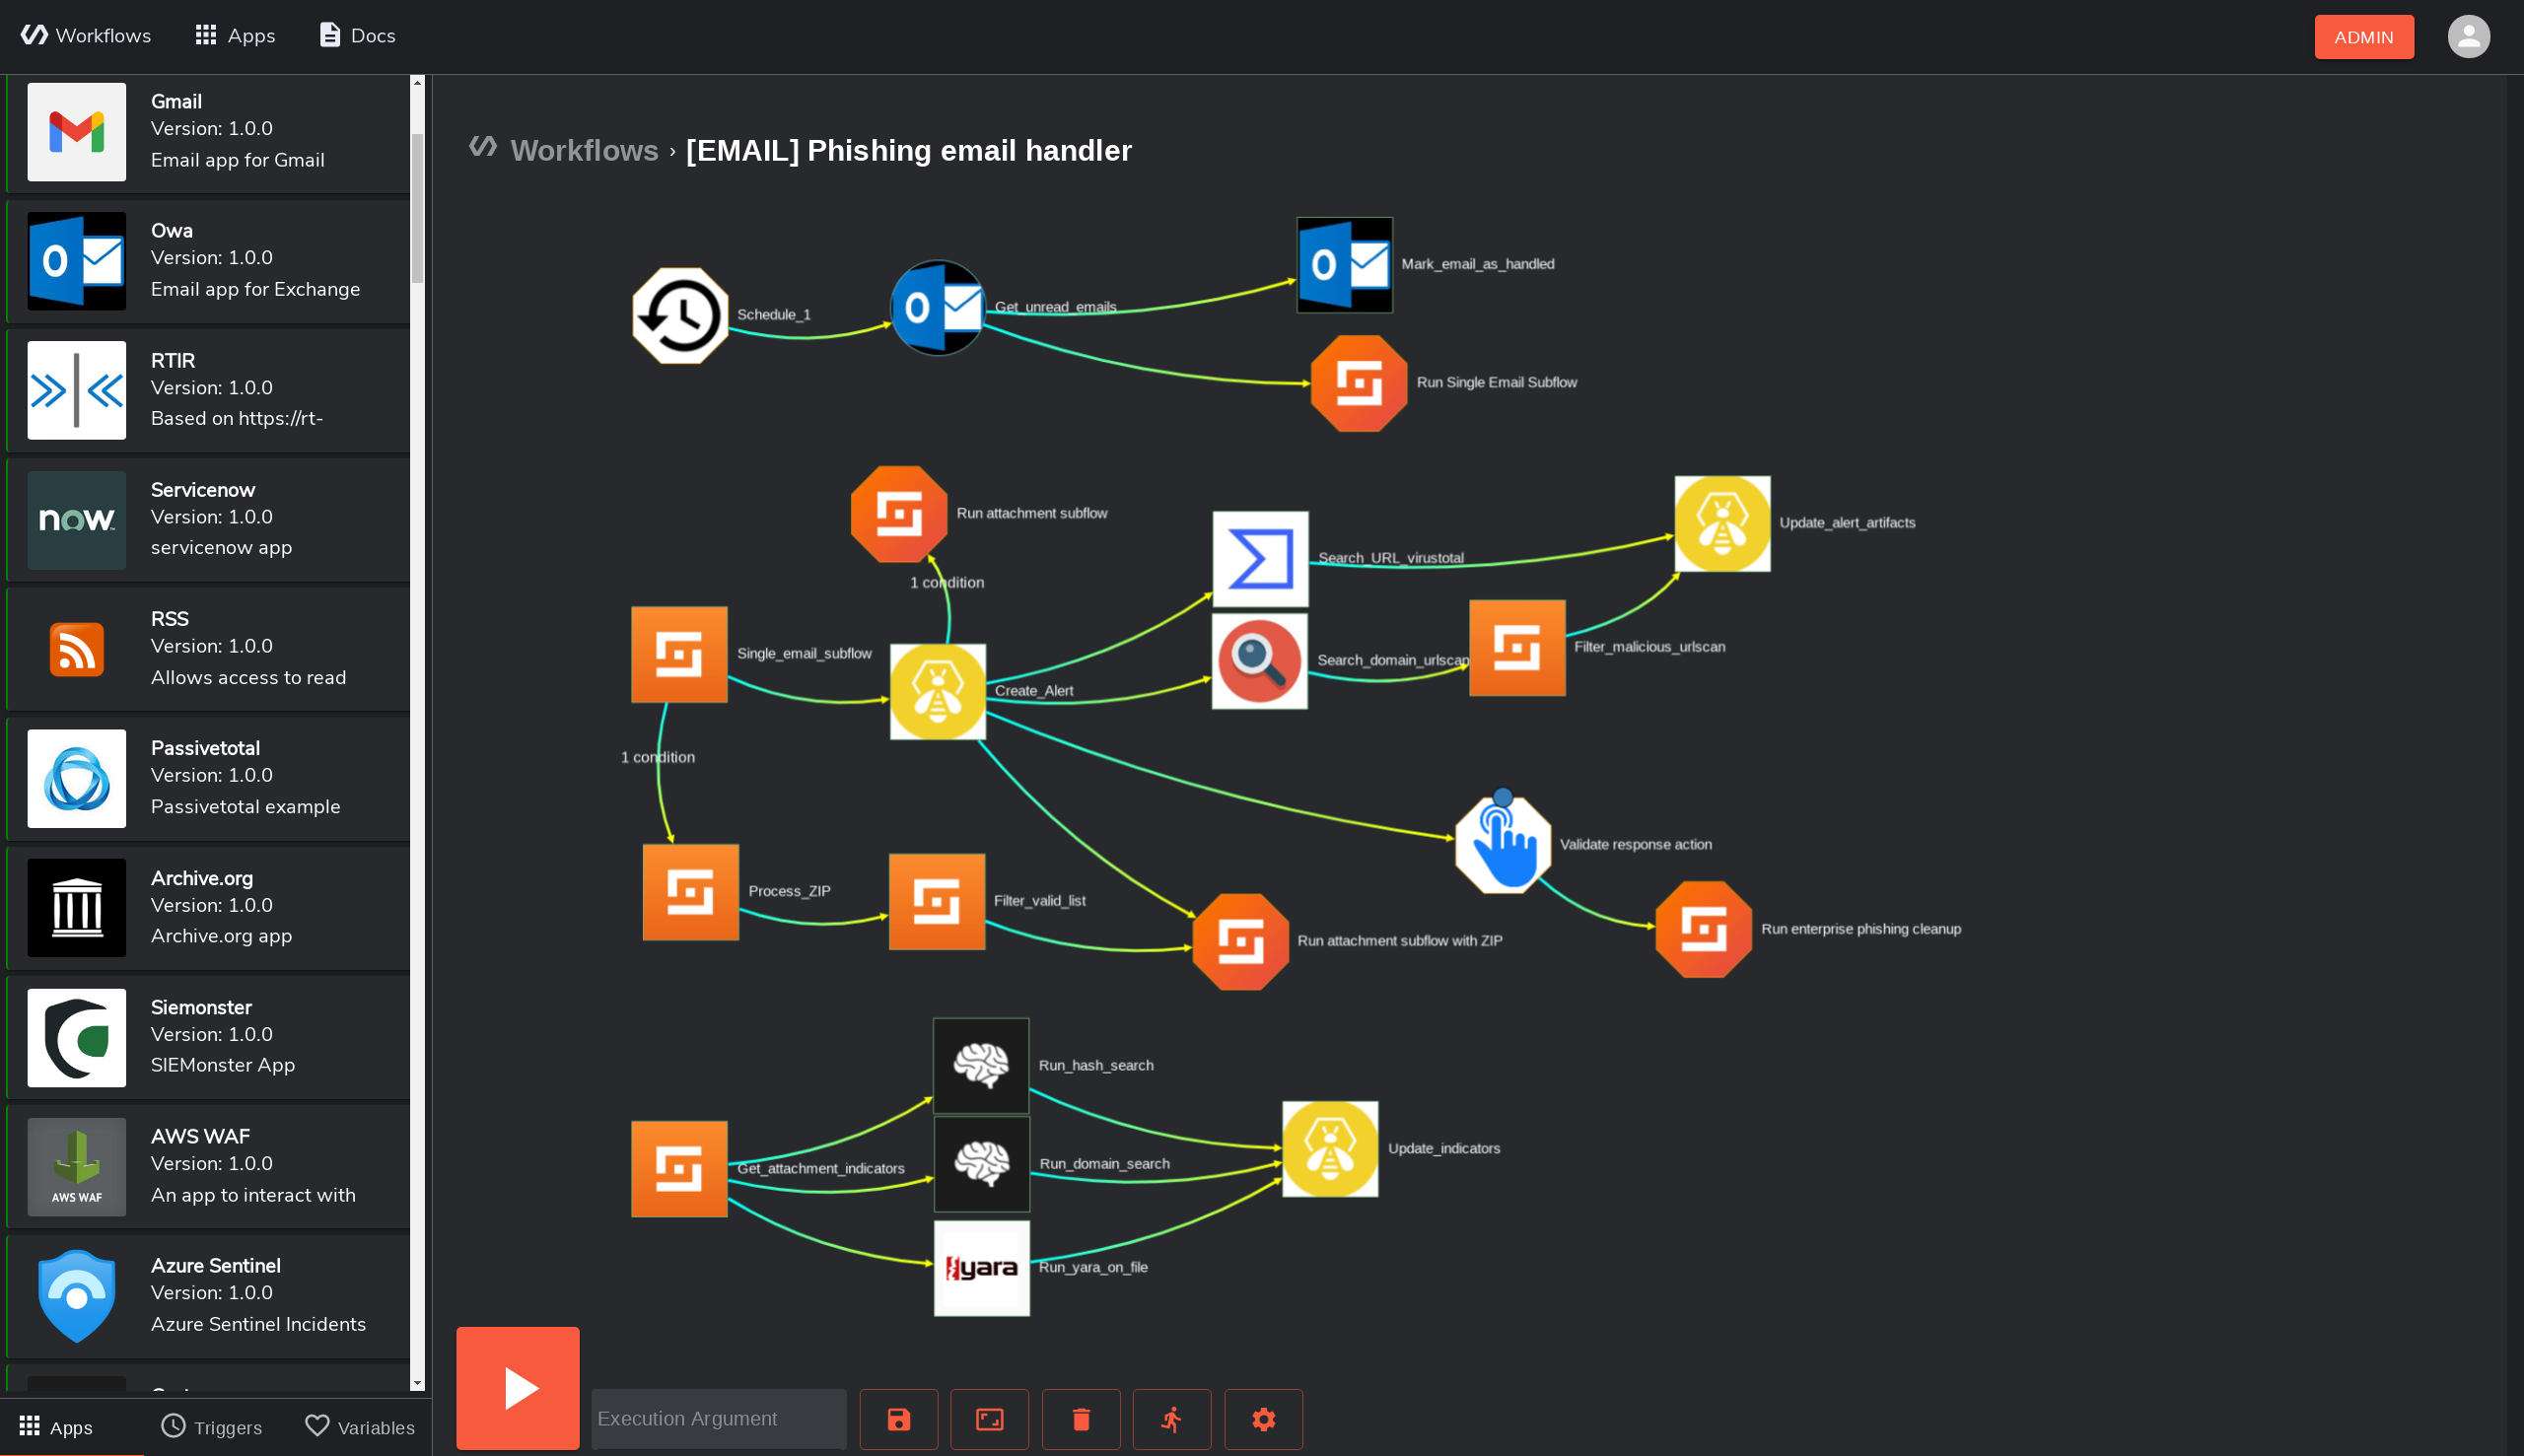 Workflows
Apps
Docs
ADMIN
Gmail
Version: 1.0.0
Email app for Gmail
Owa
Version: 1.0.0
Email app for Exchange
RTIR
Version: 1.0.0
Based on https://rt-
now
Servicenow
Version: 1.0.0
servicenow app
RSS
Version: 1.0.0
Allows access to read
Passivetotal
Version: 1.0.0
Passivetotal example
Archive.org
Version: 1.0.0
Archive.org app
Siemonster
Version: 1.0.0
SIEMonster App
AWS WAF
AWS WAF
Version: 1.0.0
An app to interact with
Azure Sentinel
Version: 1.0.0
Azure Sentinel Incidents
Apps
Triggers
Variables
Workflows › [EMAIL] Phishing email handler
Schedule_1
Get_unread_emails
Mark_email_as_handled
Run Single Email Subflow
Run attachment subflow
1 condition
Search_URL_virustotal
Update_alert_artifacts
Single_email_subflow
Create_Alert
Search_domain_urlscan
Filter_malicious_urlscan
1 condition
Validate response action
Process_ZIP
Filter_valid_list
Run attachment subflow with ZIP
Run enterprise phishing cleanup
Run_hash_search
Get_attachment_indicators
Run_domain_search
Update_indicators
yara
Run_yara_on_file
Execution Argument